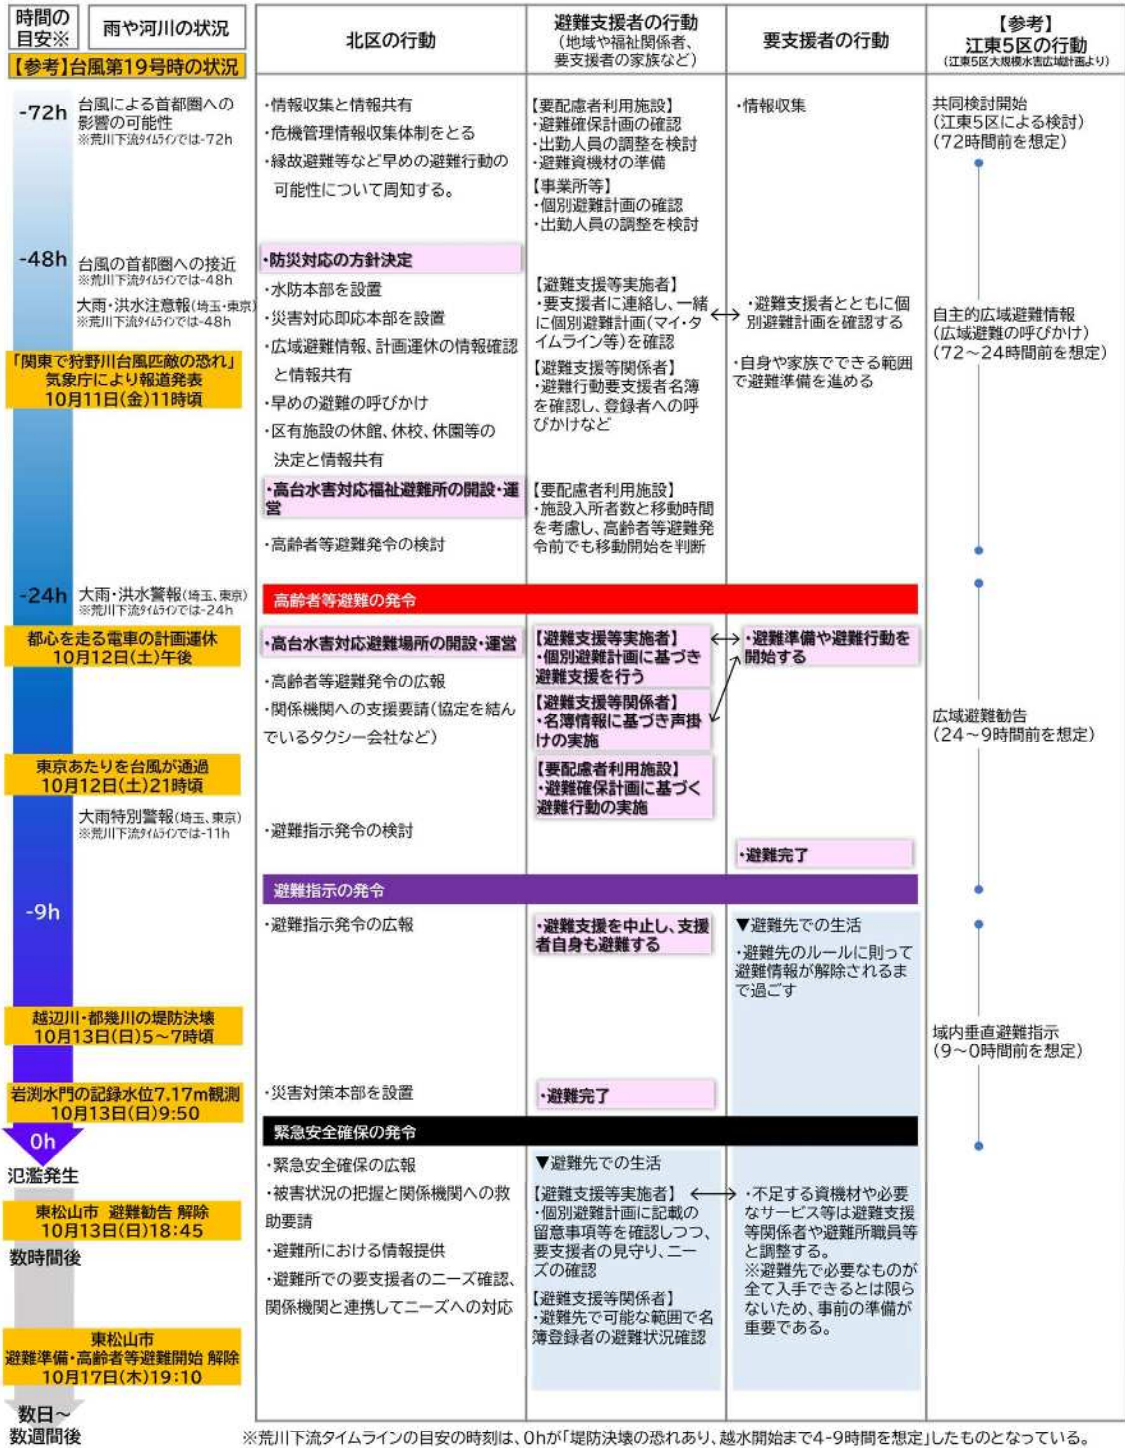 時間の
目安※
雨や河川の状況
【参考】台風第19号時の状況
北区の行動
避難支援者の行動
(地域や福祉関係者、
要支援者の家族など)
要支援者の行動
【参考】
江東5区の行動
(江東5区大規模水害広域計画より)
-72h
台風による首都圏への
影響の可能性
※荒川下流タイムラインでは-72h
・情報収集と情報共有
・危機管理情報収集体制をとる
・縁故避難等など早めの避難行動の
可能性について周知する。
【要配慮者利用施設】
・避難確保計画の確認
・出勤人員の調整を検討
・避難資機材の準備
【事業所等】
・個別避難計画の確認
・出勤人員の調整を検討
・情報収集
共同検討開始
(江東5区による検討)
(72時間前を想定)
-48h
台風の首都圏への接近
※荒川下流タイムラインでは-48h
大雨・洪水注意報(埼玉・東京)
※荒川下流タイムラインでは-48h
「関東で狩野川台風匹敵の恐れ」
気象庁により報道発表
10月11日(金)11時頃
・防災対応の方針決定
・水防本部を設置
・災害対応即応本部を設置
・広域避難情報、計画運休の情報確認
と情報共有
・早めの避難の呼びかけ
・区有施設の休館、休校、休園等の
決定と情報共有
・高台水害対応福祉避難所の開設・運
営
・高齢者等避難発令の検討
【避難支援等実施者】
・要支援者に連絡し、一緒
に個別避難計画(マイ・タ
イムライン等)を確認
【避難支援等関係者】
・避難行動要支援者名簿
を確認し、登録者への呼
びかけなど
【要配慮者利用施設】
・施設入所者数と移動時間
を考慮し、高齢者等避難発
令前でも移動開始を判断
・避難支援者とともに個
別避難計画を確認する
・自身や家族でできる範囲
で避難準備を進める
自主的広域避難情報
(広域避難の呼びかけ)
(72～24時間前を想定)
-24h
大雨・洪水警報(埼玉、東京)
※荒川下流タイムラインでは-24h
高齢者等避難の発令
都心を走る電車の計画運休
10月12日(土)午後
・高台水害対応避難場所の開設・運営
・高齢者等避難発令の広報
・関係機関への支援要請(協定を結ん
でいるタクシー会社など)
【避難支援等実施者】
・個別避難計画に基づき
避難支援を行う
【避難支援等関係者】
・名簿情報に基づき声掛
けの実施
【要配慮者利用施設】
・避難確保計画に基づく
避難行動の実施
・避難準備や避難行動を
開始する
広域避難勧告
(24～9時間前を想定)
東京あたりを台風が通過
10月12日(土)21時頃
大雨特別警報(埼玉、東京)
※荒川下流タイムラインでは-11h
・避難指示発令の検討
・避難完了
避難指示の発令
-9h
・避難指示発令の広報
・避難支援を中止し、支援
者自身も避難する
▼避難先での生活
・避難先のルールに則って
避難情報が解除されるま
で過ごす
越辺川・都幾川の堤防決壊
10月13日(日)5～7時頃
域内垂直避難指示
(9～0時間前を想定)
岩渕水門の記録水位7.17m観測
10月13日(日)9:50
・災害対策本部を設置
・避難完了
緊急安全確保の発令
0h
氾濫発生
・緊急安全確保の広報
・被害状況の把握と関係機関への救
助要請
・避難所における情報提供
・避難所での要支援者のニーズ確認、
関係機関と連携してニーズへの対応
▼避難先での生活
【避難支援等実施者】
・個別避難計画に記載の
留意事項等を確認しつつ、
要支援者の見守り、ニー
ズの確認
【避難支援等関係者】
・避難先で可能な範囲で名
簿登録者の避難状況確認
・不足する資機材や必要
なサービス等は避難支援
等関係者や避難所職員等
と調整する。
※避難先で必要なものが
全て入手できるとは限ら
ないため、事前の準備が
重要である。
東松山市 避難勧告 解除
10月13日(日)18:45
数時間後
東松山市
避難準備・高齢者等避難開始 解除
10月17日(木)19:10
数日～
数週間後
※荒川下流タイムラインの目安の時刻は、0hが「堤防決壊の恐れあり、越水開始まで4-9時間を想定」したものとなっている。